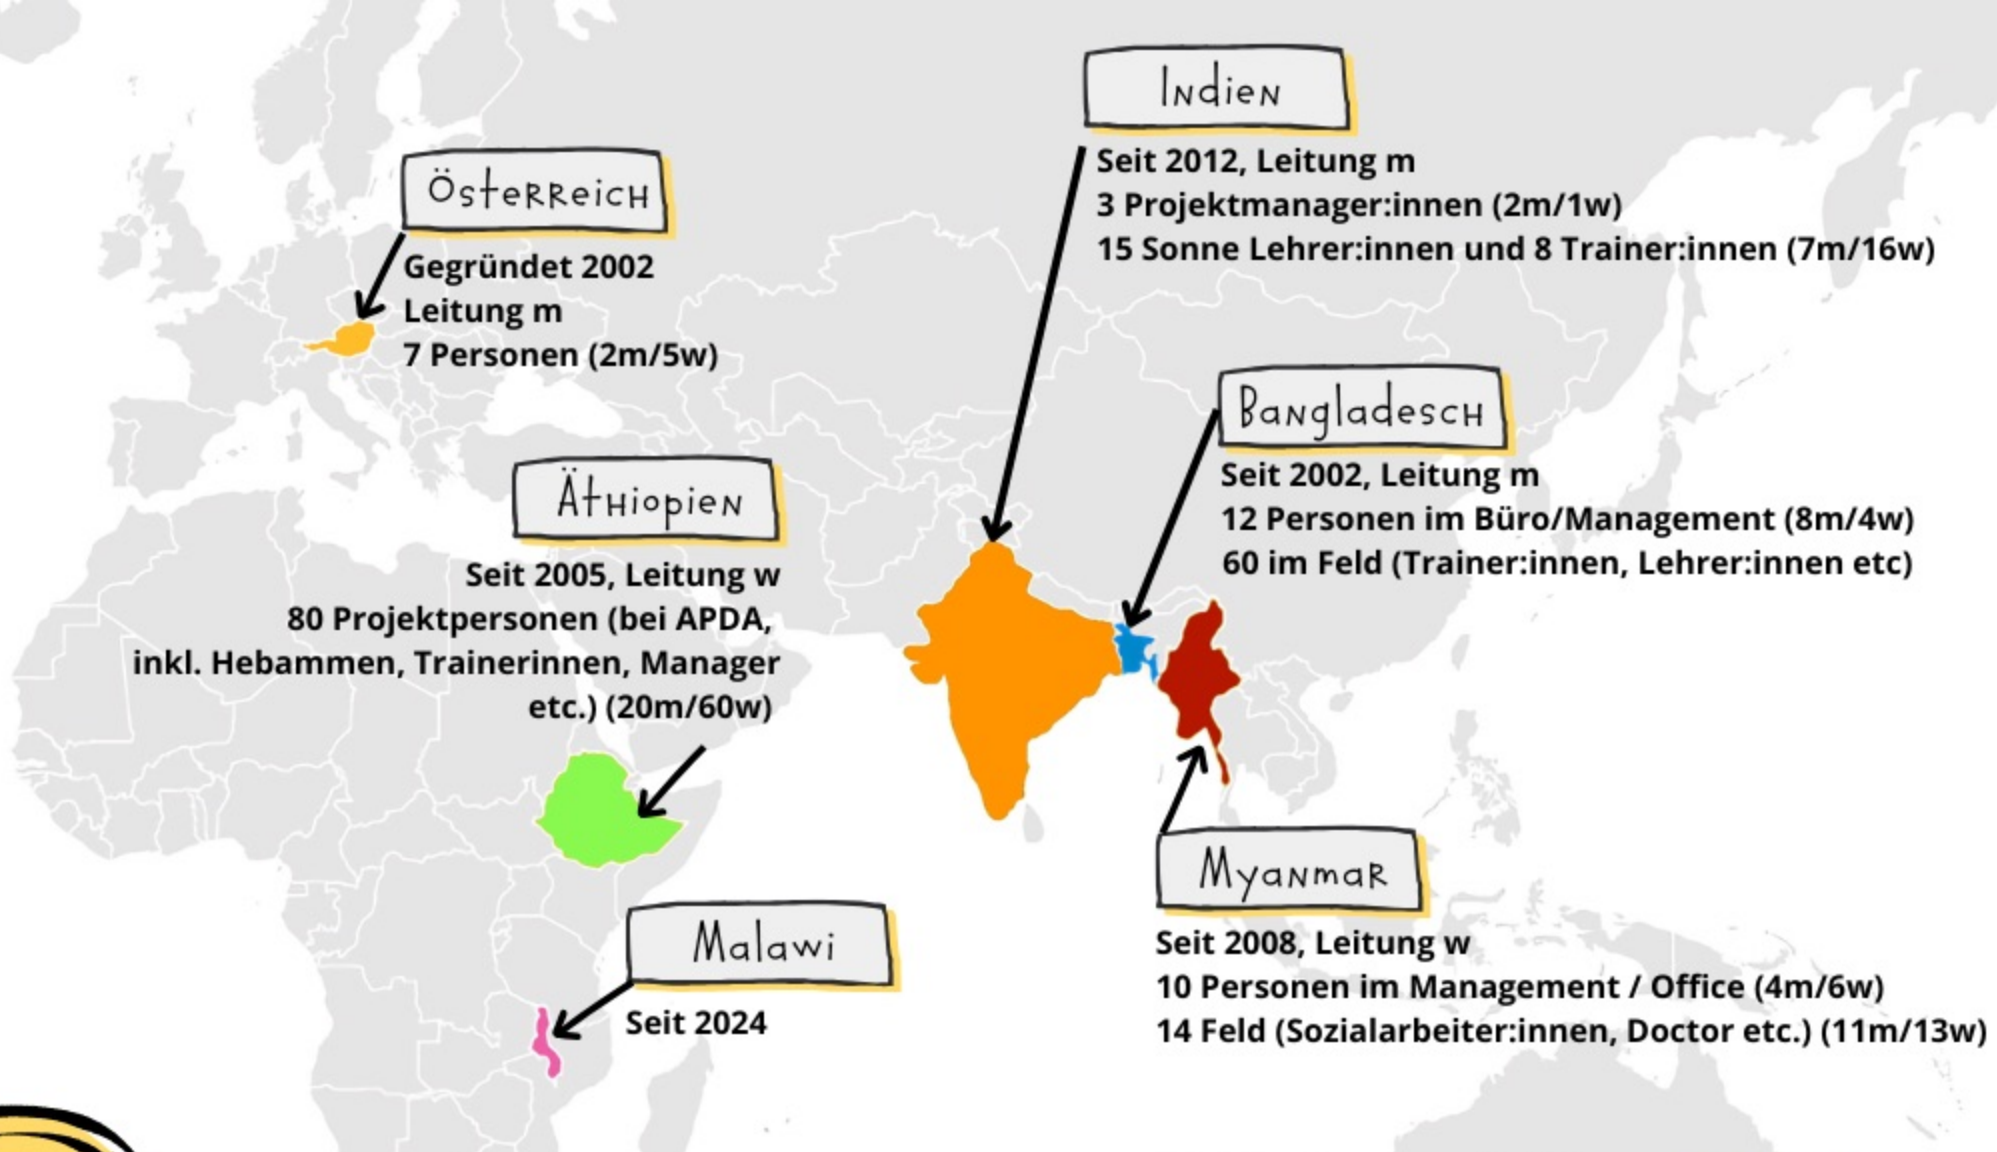 Österreich
Gegründet 2002
Leitung m
7 Personen (2m/5w)
Indien
Seit 2012, Leitung m
3 Projektmanager:innen (2m/1w)
15 Sonne Lehrer:innen und 8 Trainer:innen (7m/16w)
Bangladesch
Seit 2002, Leitung m
12 Personen im Büro/Management (8m/4w)
60 im Feld (Trainer:innen, Lehrer:innen etc)
Äthiopien
Seit 2005, Leitung w
80 Projektpersonen (bei APDA,
inkl. Hebammen, Trainerinnen, Manager
etc.) (20m/60w)
Myanmar
Seit 2008, Leitung w
10 Personen im Management / Office (4m/6w)
14 Feld (Sozialarbeiter:innen, Doctor etc.) (11m/13w)
Malawi
Seit 2024